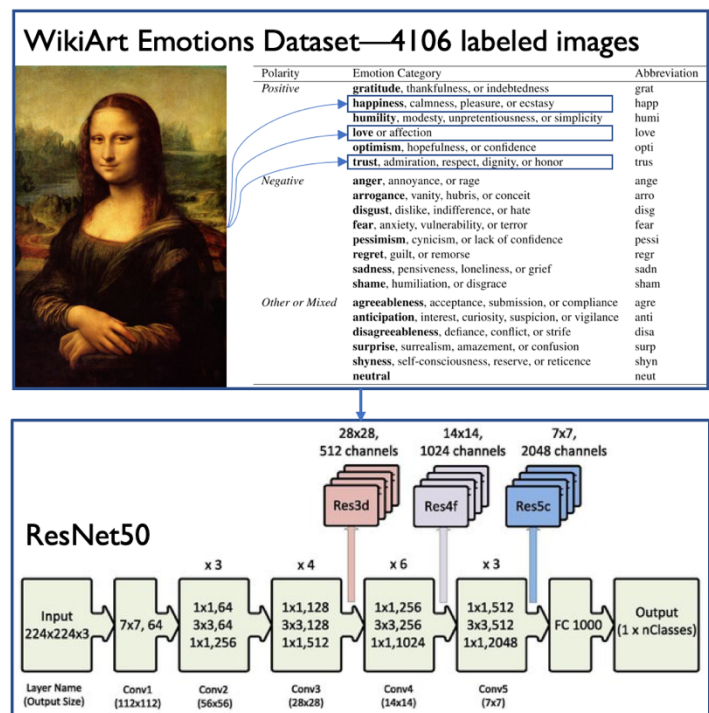 WikiArt Emotions Dataset—4106 labeled images
Polarity Emotion Category Abbreviation
Positive gratitude, thankfulness, or indebtedness grat
happiness, calmness, pleasure, or ecstasy happ
humility, modesty, unpretentiousness, or simplicity humi
love or affection love
optimism, hopefulness, or confidence opti
trust, admiration, respect, dignity, or honor trus
Negative anger, annoyance, or rage ange
arrogance, vanity, hubris, or conceit arro
disgust, dislike, indifference, or hate disg
fear, anxiety, vulnerability, or terror fear
pessimism, cynicism, or lack of confidence pessi
regret, guilt, or remorse regr
sadness, pensiveness, loneliness, or grief sadn
shame, humiliation, or disgrace sham
Other or Mixed agreeableness, acceptance, submission, or compliance agre
anticipation, interest, curiosity, suspicion, or vigilance anti
disagreeableness, defiance, conflict, or strife disa
surprise, surrealism, amazement, or confusion surp
shyness, self-consciousness, reserve, or reticence shyn
neutral neut
28x28, 14x14, 7x7,
512 channels 1024 channels 2048 channels
Res3d Res4f Res5c
ResNet50
x 3 x 4 x 6 x 3
Input
224x224x3
7x7, 64
1x1,64
3x3,64
1x1,256
1x1,128
3x3,128
1x1,512
1x1,256
3x3,256
1x1,1024
1x1,512
3x3,512
1x1,2048
FC 1000
Output
(1 x nClasses)
Layer Name Conv1 Conv2 Conv3 Conv4 Conv5
(Output Size) (112x112) (56x56) (28x28) (14x14) (7x7)